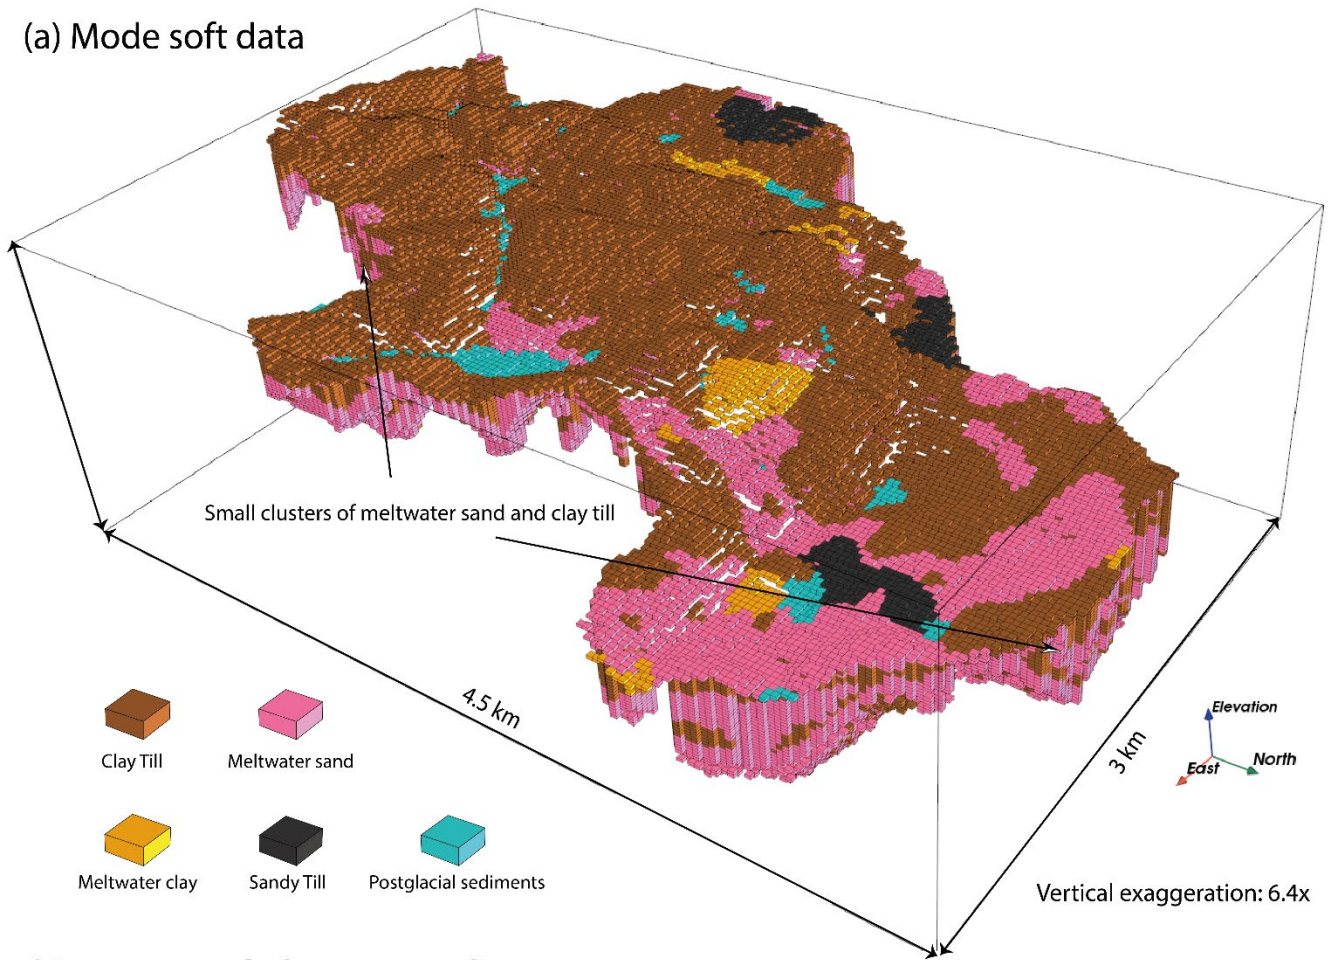 (a) Mode soft data
Small clusters of meltwater sand and clay till
4.5 km
3 km
Elevation
North
East
Clay Till
Meltwater sand
Meltwater clay
Sandy Till
Postglacial sediments
Vertical exaggeration: 6.4x